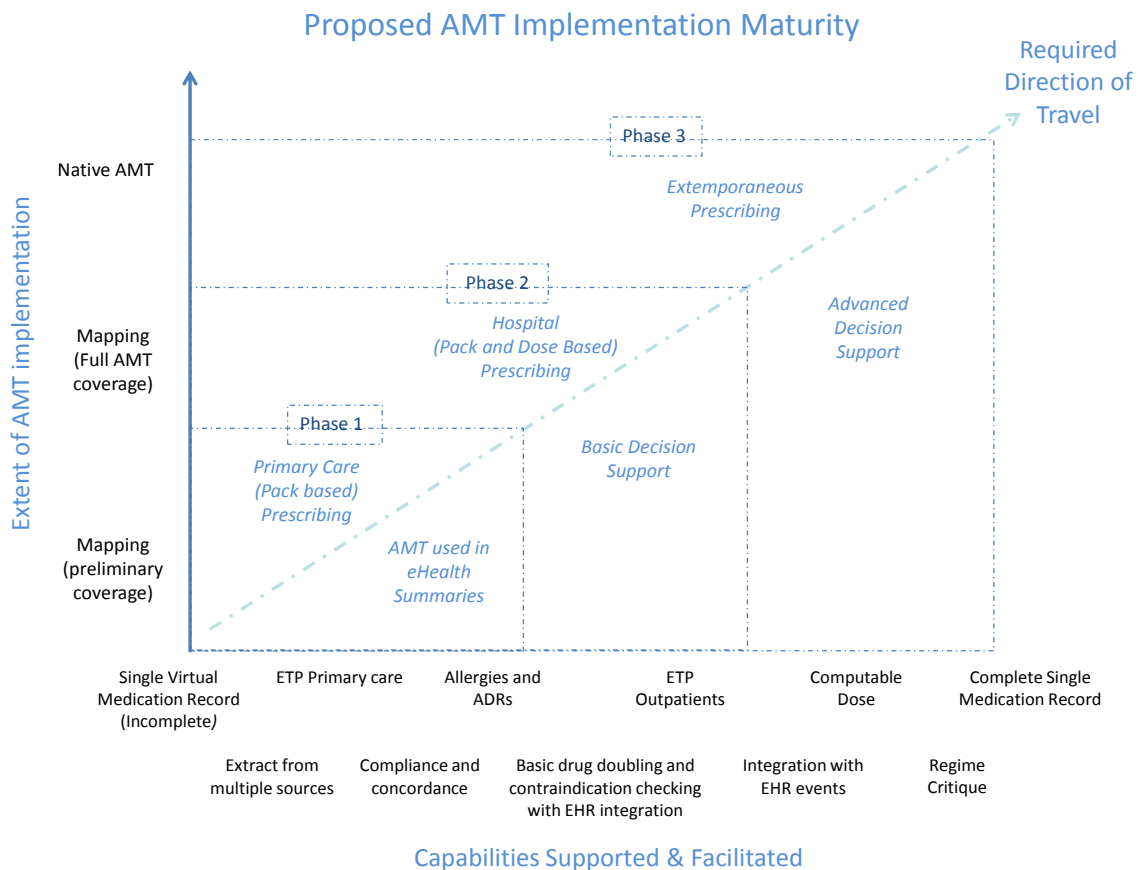 Proposed AMT Implementation Maturity
Required
Direction of
Travel
Extent of AMT implementation
Native AMT
Mapping
(Full AMT
coverage)
Mapping
(preliminary
coverage)
Phase 3
Extemporaneous
Prescribing
Phase 2
Hospital
(Pack and Dose Based)
Prescribing
Advanced
Decision
Support
Phase 1
Primary Care
(Pack based)
Prescribing
Basic Decision
Support
AMT used in
eHealth
Summaries
Single Virtual
Medication Record
(Incomplete)
ETP Primary care
Allergies and
ADRs
ETP
Outpatients
Computable
Dose
Complete Single
Medication Record
Extract from
multiple sources
Compliance and
concordance
Basic drug doubling and
contraindication checking
with EHR integration
Integration with
EHR events
Regime
Critique
Capabilities Supported & Facilitated